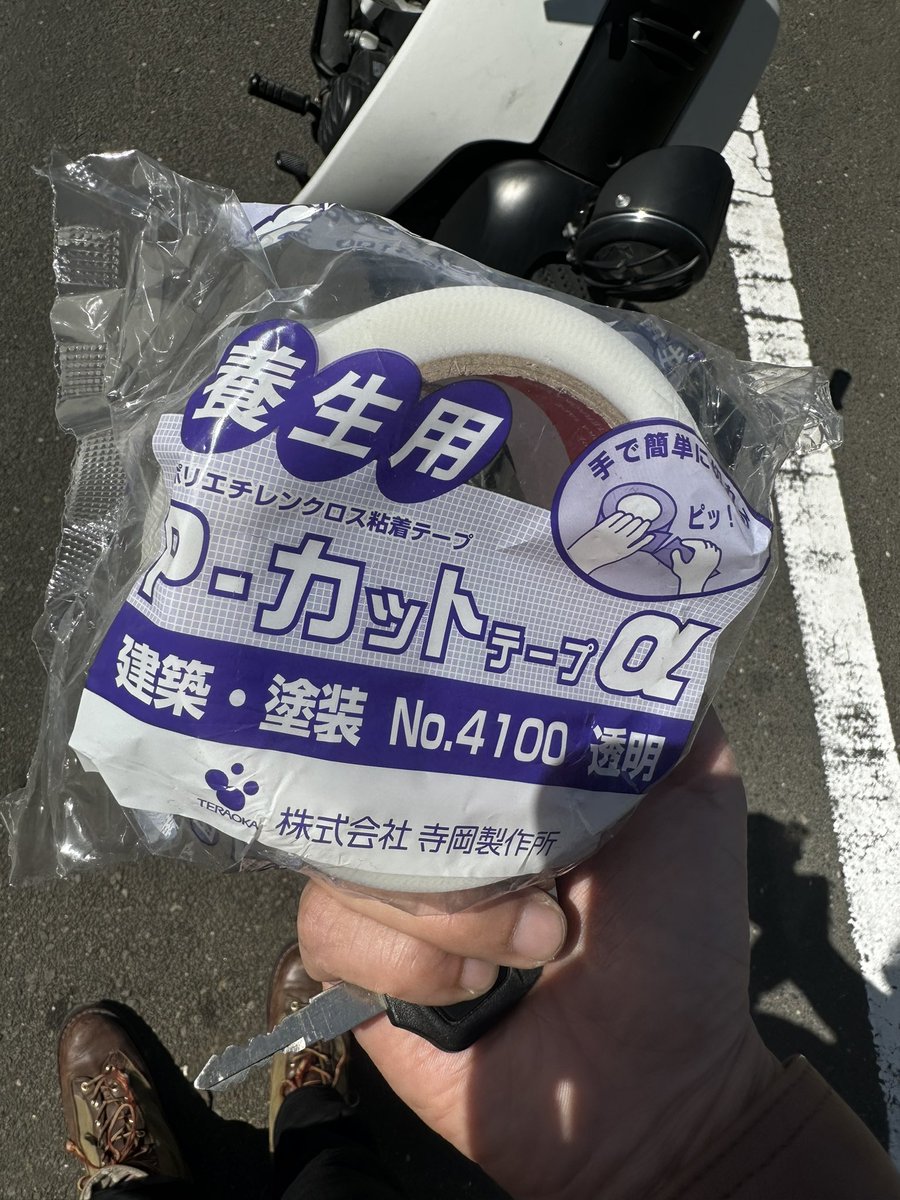 養生用
手で簡単に
ピッ!
ポリエチレンクロス粘着テープ
P-カットテープα
建築・塗装 No.4100 透明
TERAOKA
株式会社 寺岡製作所